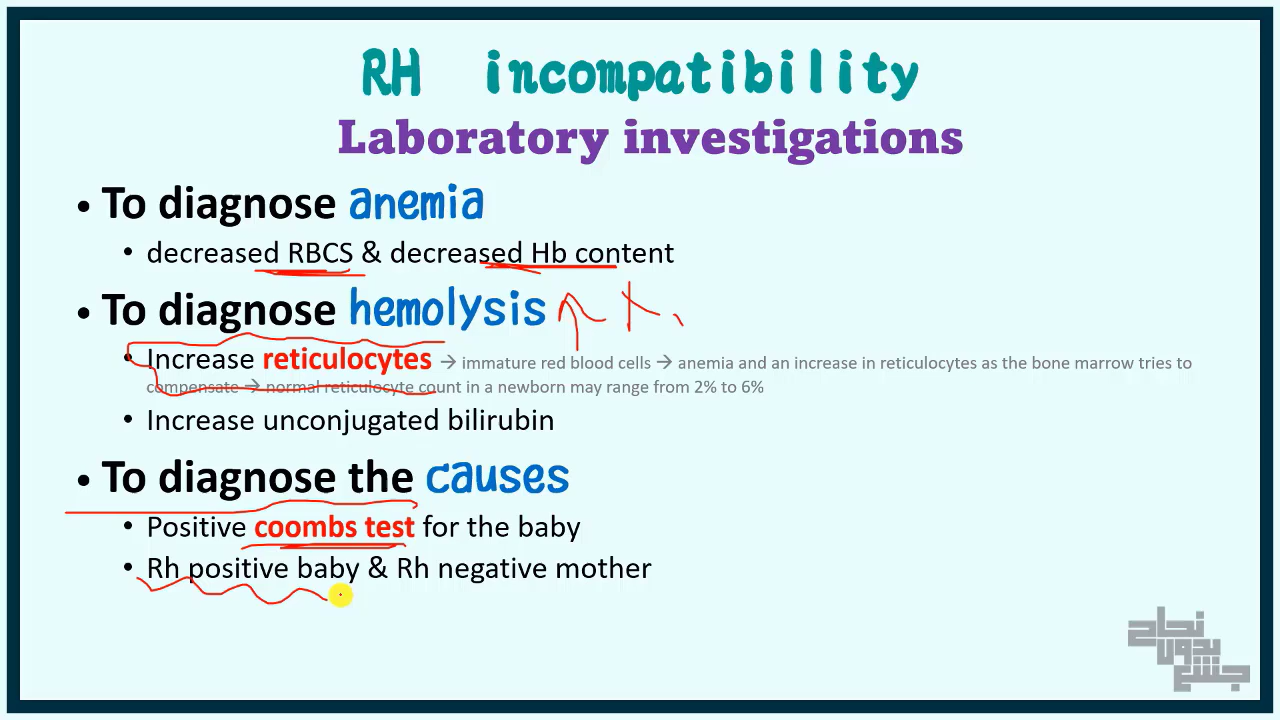 RH incompatibility
Laboratory investigations
• To diagnose anemia
• decreased RBCS & decreased Hb content
• To diagnose hemolysis
• Increase reticulocytes → immature red blood cells → anemia and an increase in reticulocytes as the bone marrow tries to
compensate → normal reticulocyte count in a newborn may range from 2% to 6%
• Increase unconjugated bilirubin
• To diagnose the causes
• Positive coombs test for the baby
• Rh positive baby & Rh negative mother
نجاح
بدون
جشع